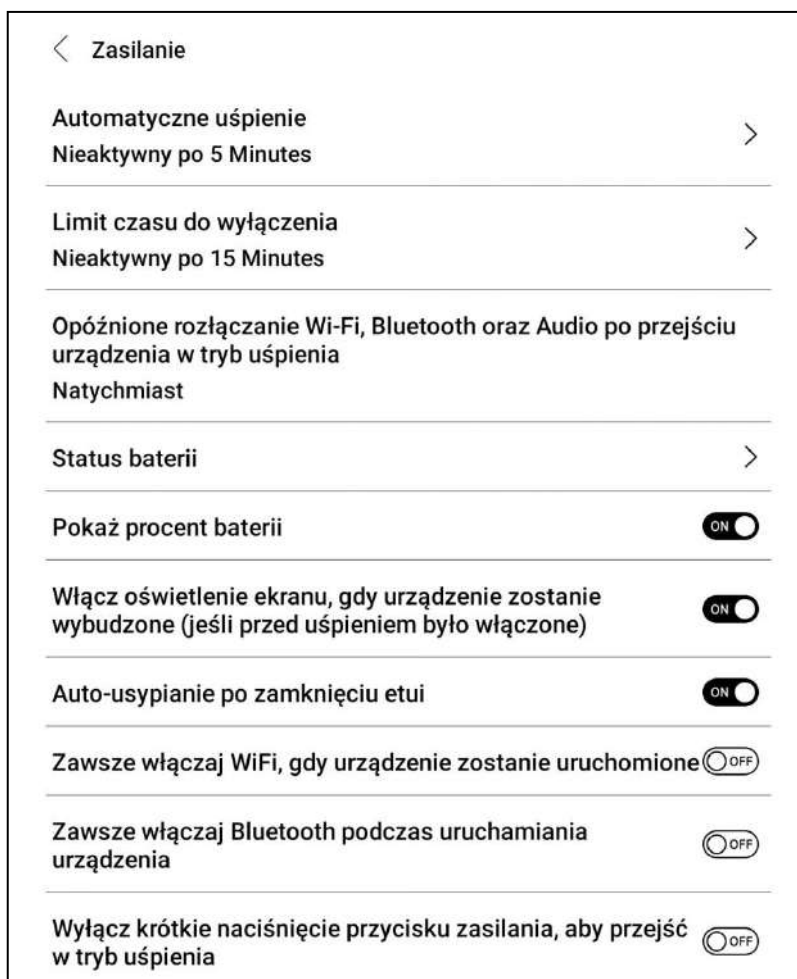 Zasilanie
Automatyczne uśpienie
Nieaktywny po 5 Minutes
Limit czasu do wyłączenia
Nieaktywny po 15 Minutes
Opóźnione rozłączanie Wi-Fi, Bluetooth oraz Audio po przejściu
urządzenia w tryb uśpienia
Natychmiast
Status baterii
Pokaż procent baterii
ON
Włącz oświetlenie ekranu, gdy urządzenie zostanie
wybudzone (jeśli przed uśpieniem było włączone)
ON
Auto-usypianie po zamknięciu etui
ON
Zawsze włączaj WiFi, gdy urządzenie zostanie uruchomione
OFF
Zawsze włączaj Bluetooth podczas uruchamiania
urządzenia
OFF
Wyłącz krótkie naciśnięcie przycisku zasilania, aby przejść
w tryb uśpienia
OFF